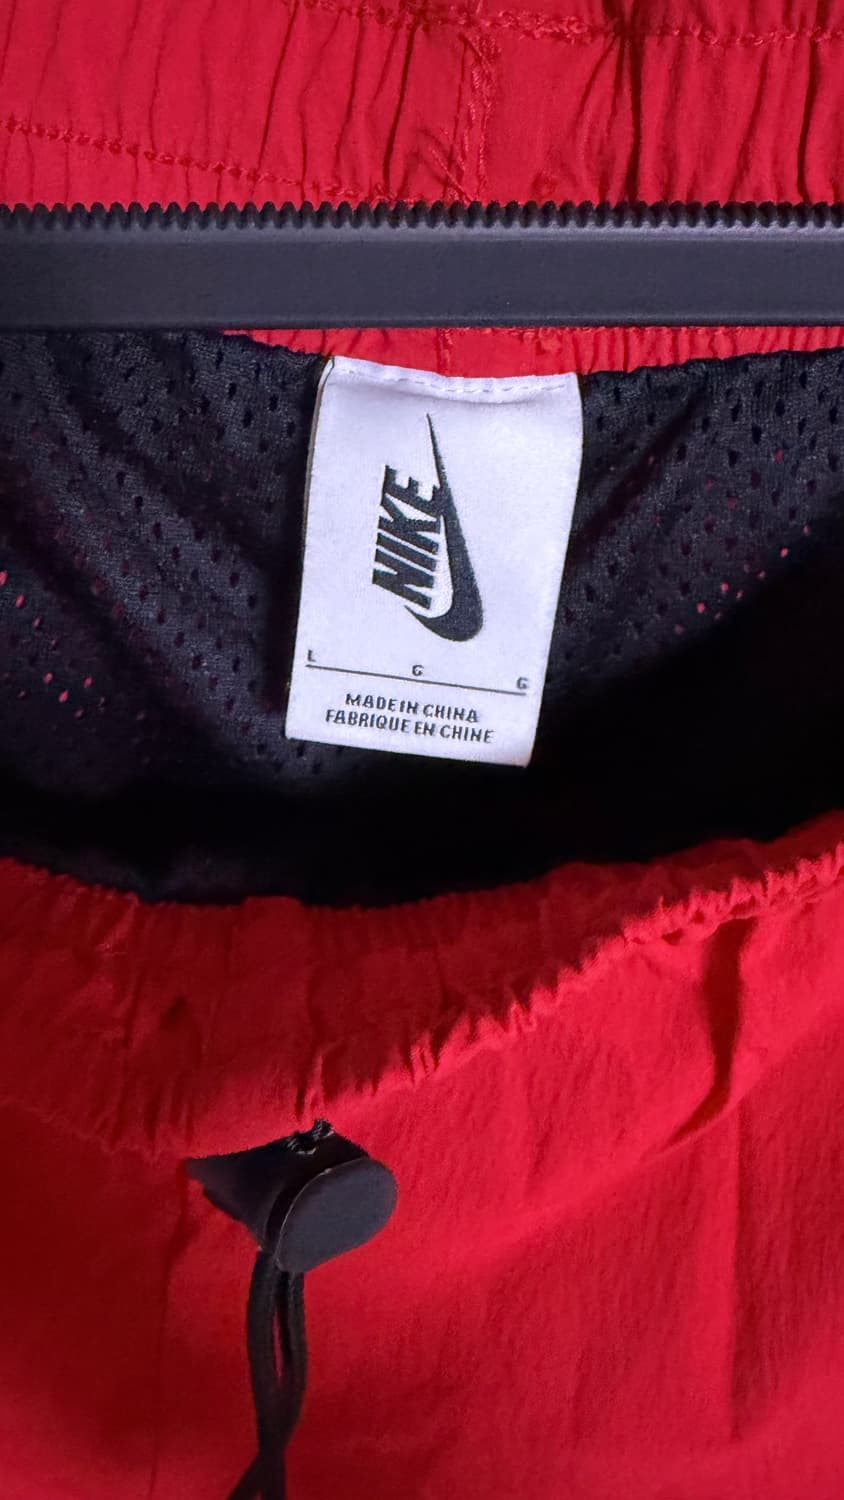 NIKE
L G G
MADE IN CHINA
FABRIQUE EN CHINE